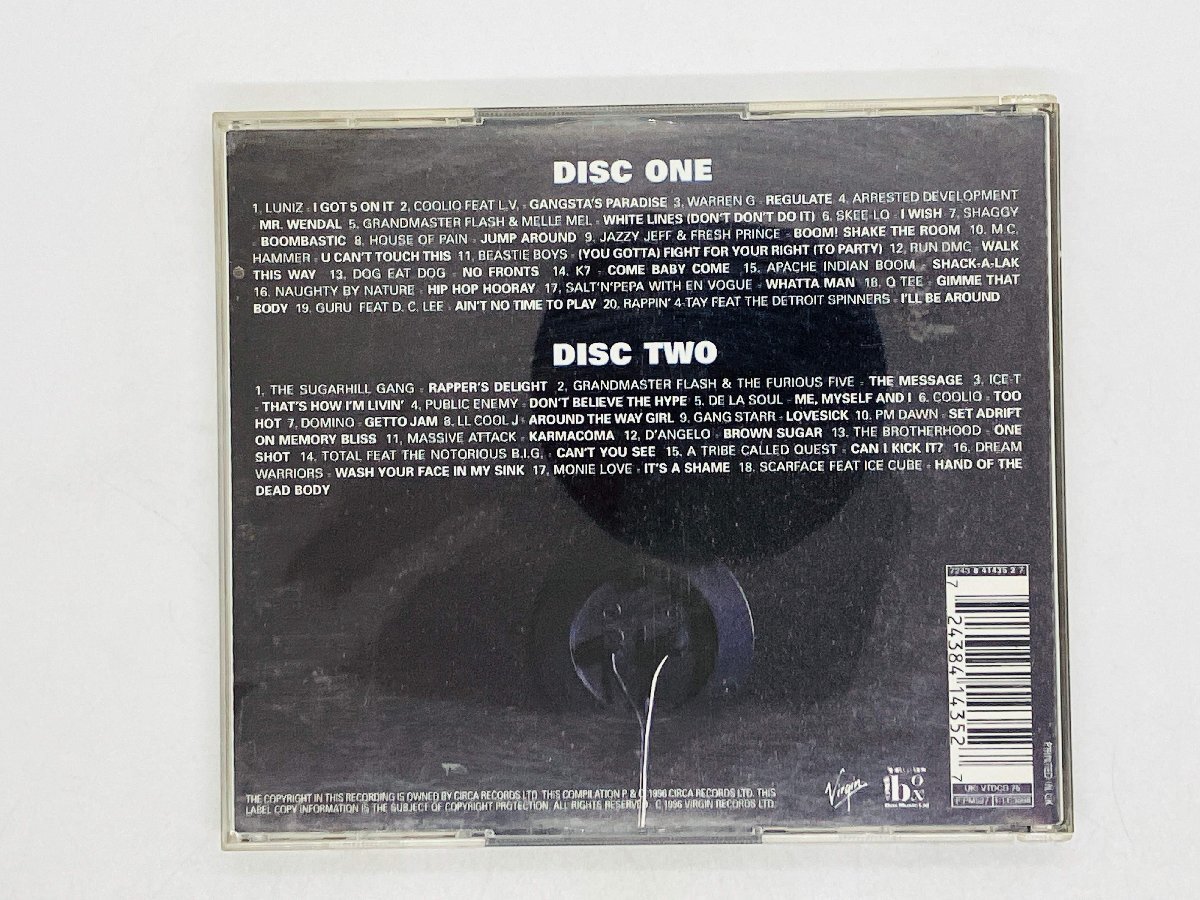 DISC ONE
1. LUNIZ - I GOT 5 ON IT 2. COOLIO FEAT L.V. - GANGSTA'S PARADISE 3. WARREN G - REGULATE 4. ARRESTED DEVELOPMENT
- MR. WENDAL 5. GRANDMASTER FLASH & MELLE MEL - WHITE LINES (DON'T DON'T DO IT) 6. SKEE LO - I WISH 7. SHAGGY
- BOOMBASTIC 8. HOUSE OF PAIN - JUMP AROUND 9. JAZZY JEFF & FRESH PRINCE - BOOM! SHAKE THE ROOM 10. M.C.
HAMMER - U CAN'T TOUCH THIS 11. BEASTIE BOYS - (YOU GOTTA) FIGHT FOR YOUR RIGHT (TO PARTY) 12. RUN DMC - WALK
THIS WAY 13. DOG EAT DOG - NO FRONTS 14. K7 - COME BABY COME 15. APACHE INDIAN BOOM - SHACK-A-LAK
16. NAUGHTY BY NATURE - HIP HOP HOORAY 17. SALT'N'PEPA WITH EN VOGUE - WHATTA MAN 18. Q TEE - GIMME THAT
BODY 19. GURU FEAT D. C. LEE - AIN'T NO TIME TO PLAY 20. RAPPIN' 4-TAY FEAT THE DETROIT SPINNERS - I'LL BE AROUND
DISC TWO
1. THE SUGARHILL GANG - RAPPER'S DELIGHT 2. GRANDMASTER FLASH & THE FURIOUS FIVE - THE MESSAGE 3. ICE-T
- THAT'S HOW I'M LIVIN' 4. PUBLIC ENEMY - DON'T BELIEVE THE HYPE 5. DE LA SOUL - ME, MYSELF AND I 6. COOLIO - TOO
HOT 7. DOMINO - GETTO JAM 8. LL COOL J - AROUND THE WAY GIRL 9. GANG STARR - LOVESICK 10. PM DAWN - SET ADRIFT
ON MEMORY BLISS 11. MASSIVE ATTACK - KARMACOMA 12. D'ANGELO - BROWN SUGAR 13. THE BROTHERHOOD - ONE
SHOT 14. TOTAL FEAT THE NOTORIOUS B.I.G. - CAN'T YOU SEE 15. A TRIBE CALLED QUEST - CAN I KICK IT? 16. DREAM
WARRIORS - WASH YOUR FACE IN MY SINK 17. MONIE LOVE - IT'S A SHAME 18. SCARFACE FEAT ICE CUBE - HAND OF THE
DEAD BODY
7243 8 41435 2 7
7 24384 14352 7
PRINTED IN UK
UK: VTDCD 76
THE COPYRIGHT IN THIS RECORDING IS OWNED BY CIRCA RECORDS LTD. THIS COMPILATION P & C 1996 CIRCA RECORDS LTD. THIS
LABEL COPY INFORMATION IS THE SUBJECT OF COPYRIGHT PROTECTION. ALL RIGHTS RESERVED. C 1996 VIRGIN RECORDS LTD.
Virgin